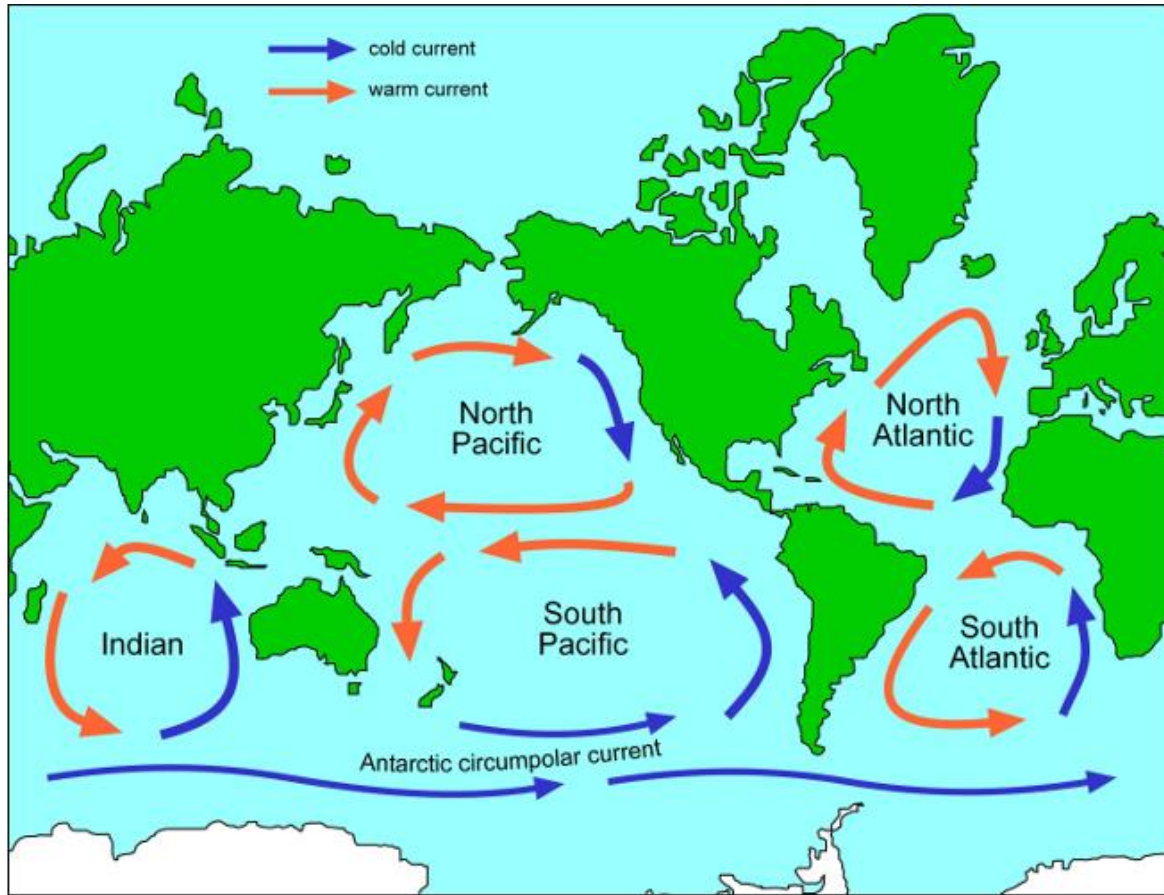 cold current
warm current
North
Pacific
North
Atlantic
Indian
South
Pacific
South
Atlantic
Antarctic circumpolar current